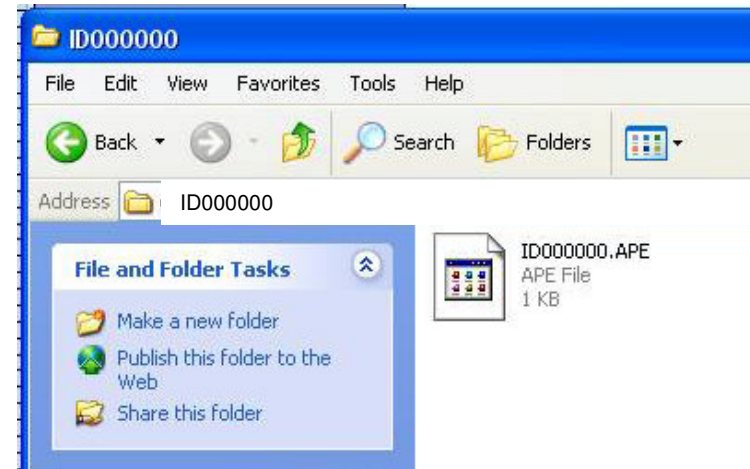 ID000000
File Edit View Favorites Tools Help
Back Search Folders
Address ID000000
File and Folder Tasks
Make a new folder
Publish this folder to the
Web
Share this folder
ID000000.APE
APE File
1 KB